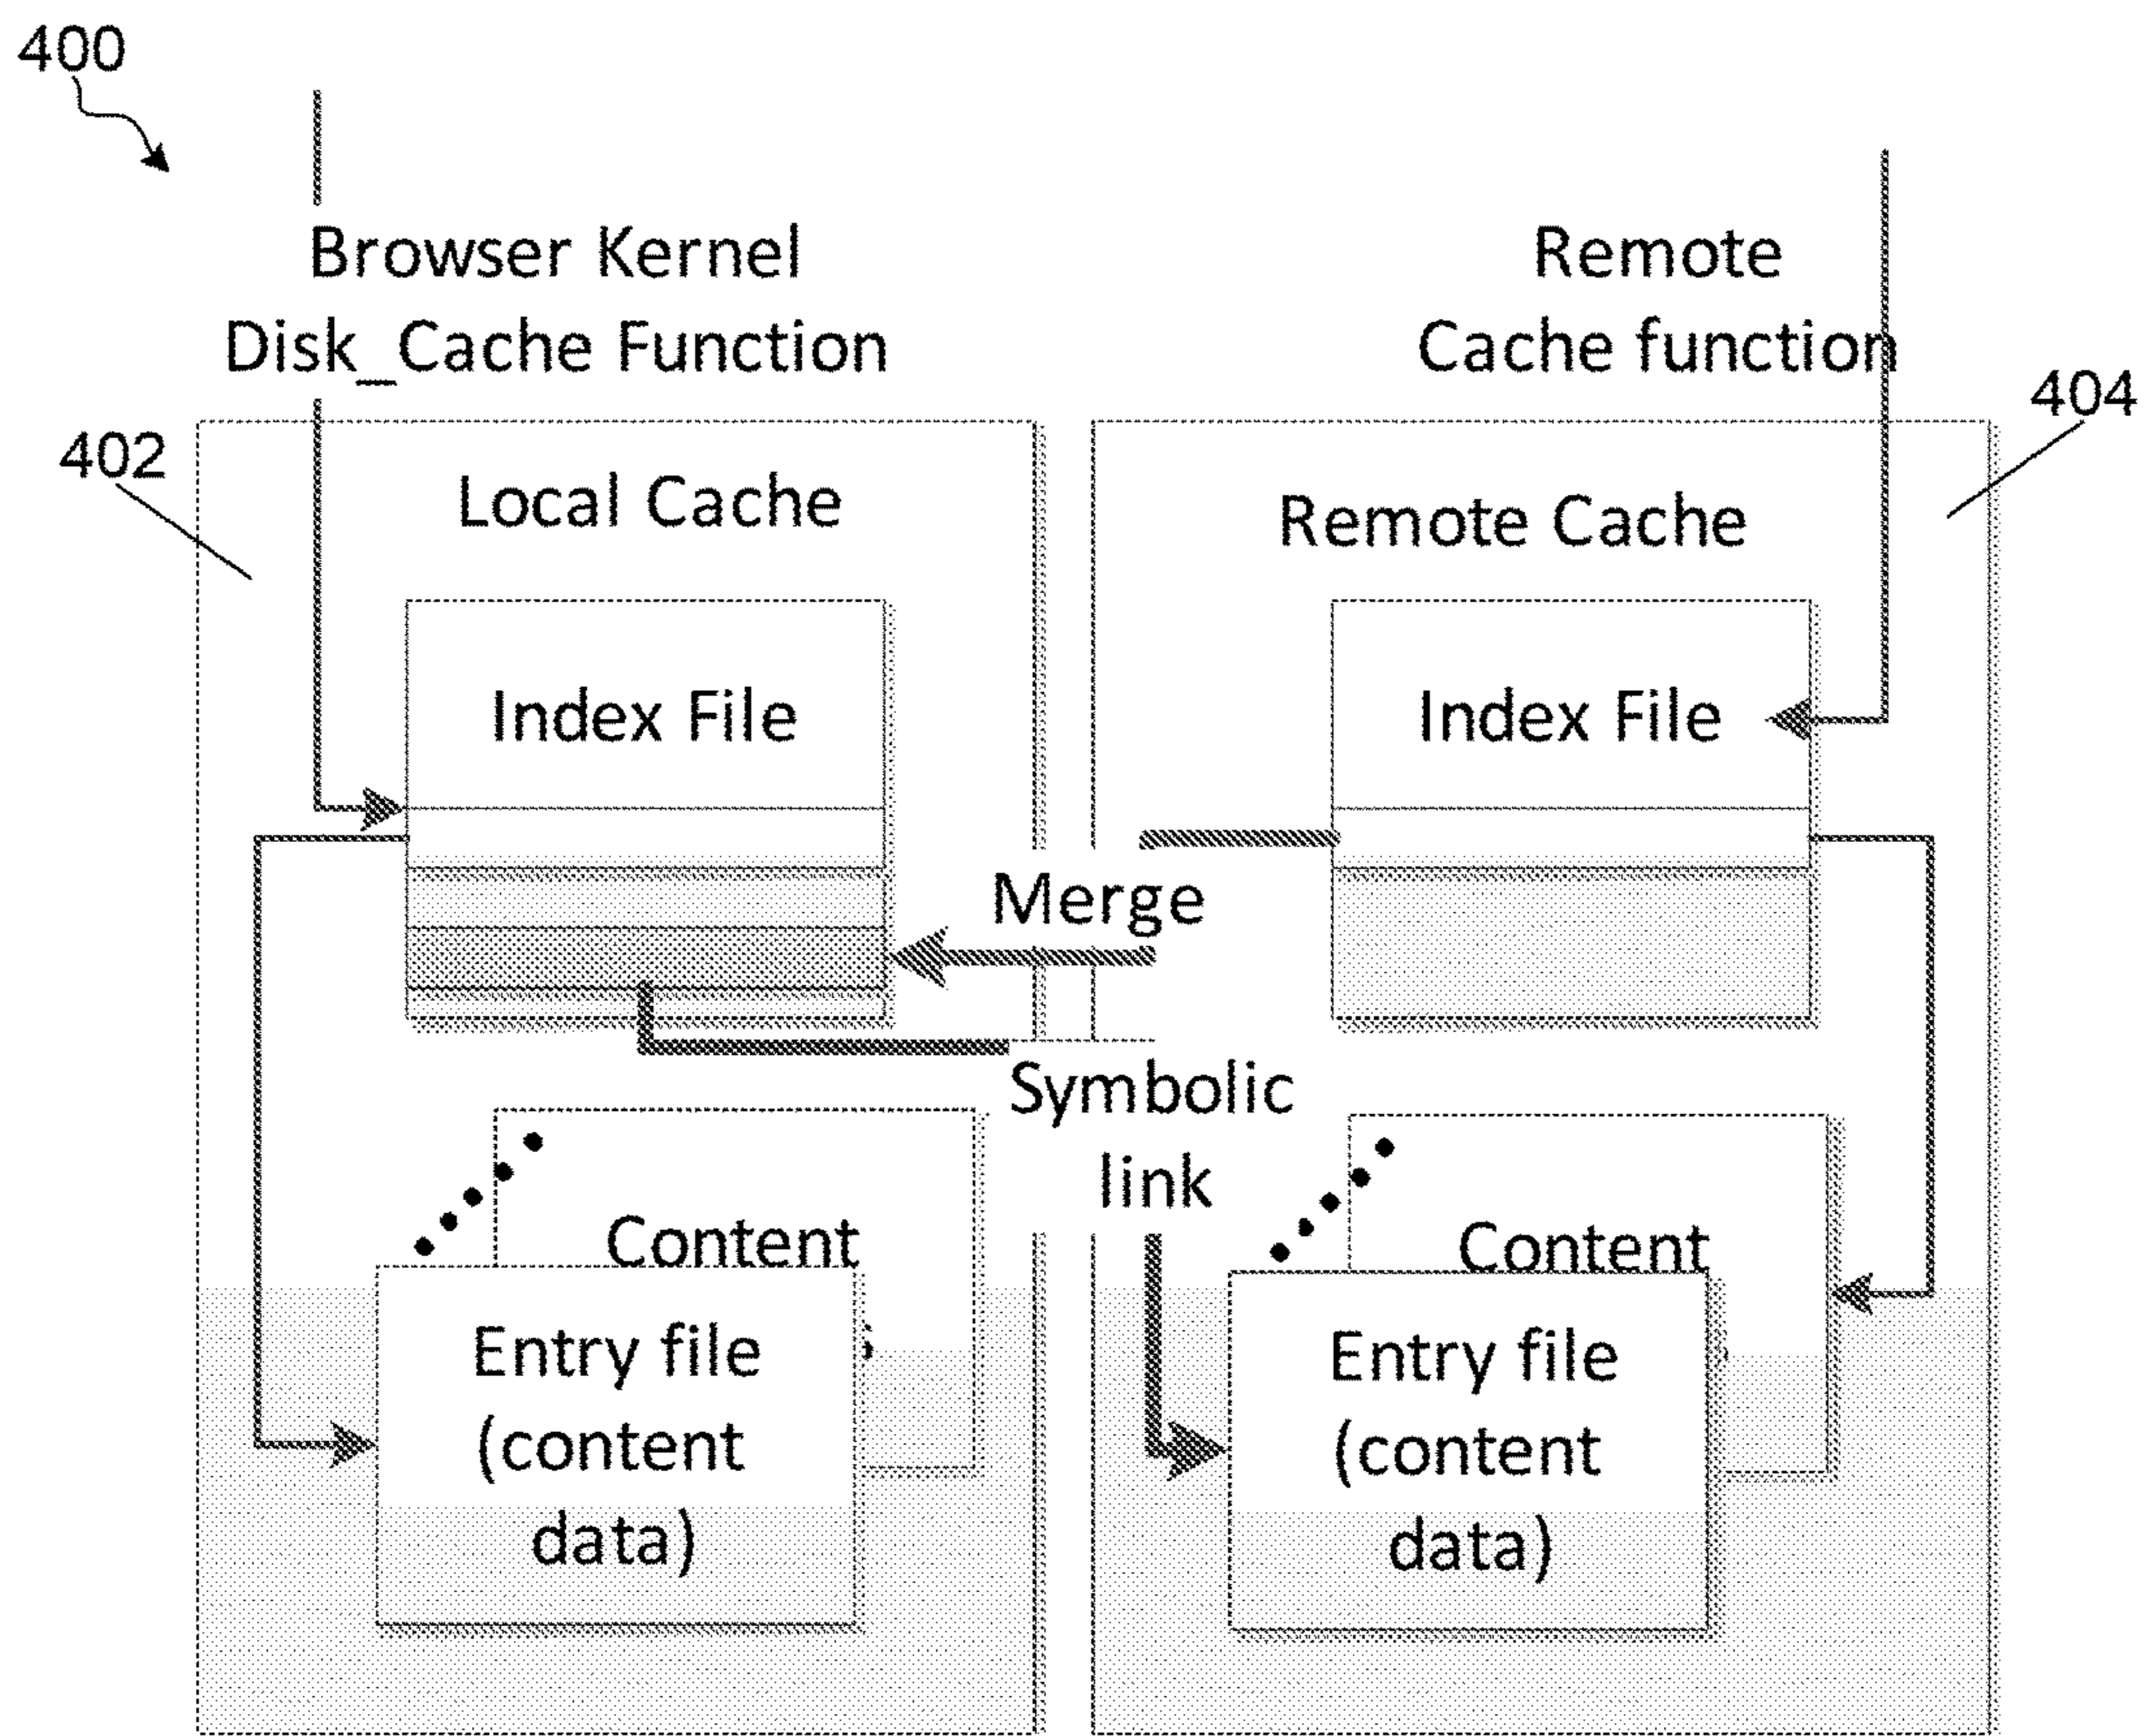 400
Browser Kernel
Disk_Cache Function
Remote
Cache function
402
404
Local Cache
Remote Cache
Index File
Index File
Merge
Symbolic
link
Content
Entry file
(content
data)
Content
Entry file
(content
data)